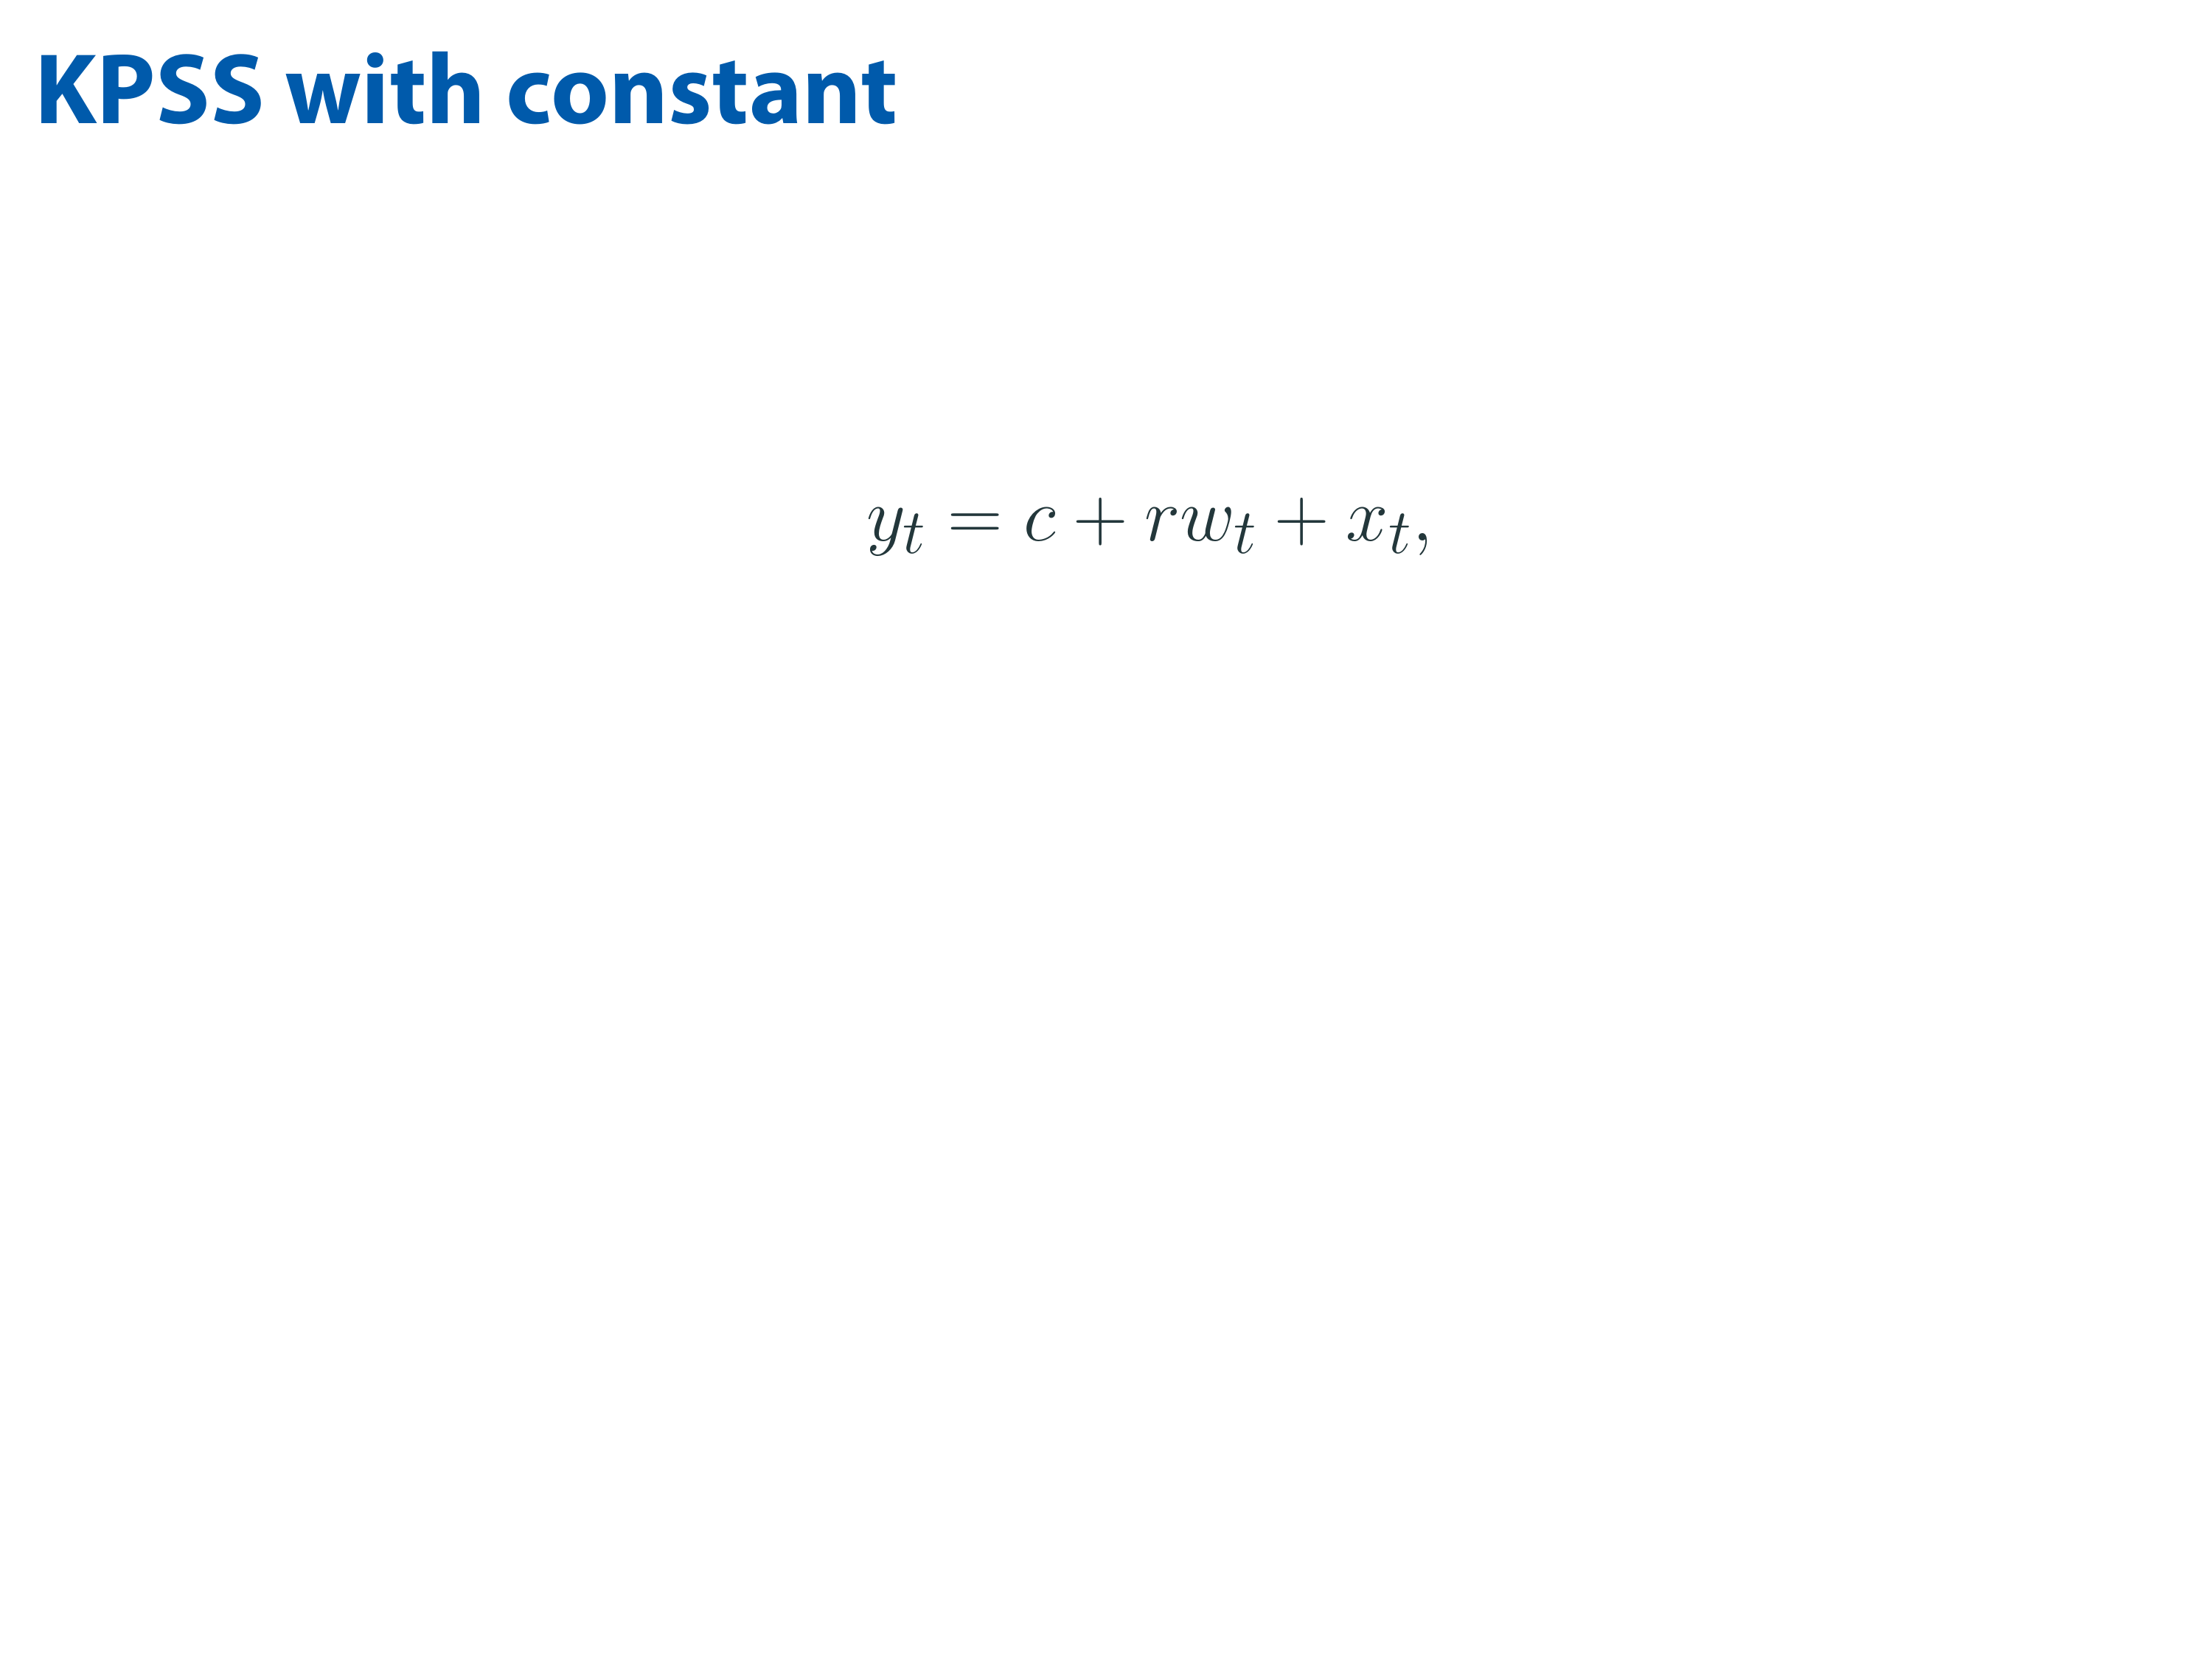 KPSS with constant
$y_t = c + rw_t + x_t,$